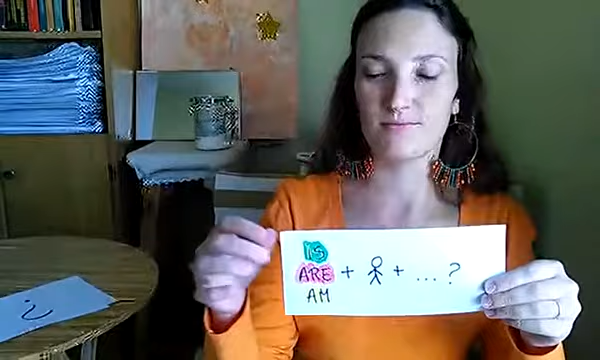 IS
ARE + + ... ?
AM
¿